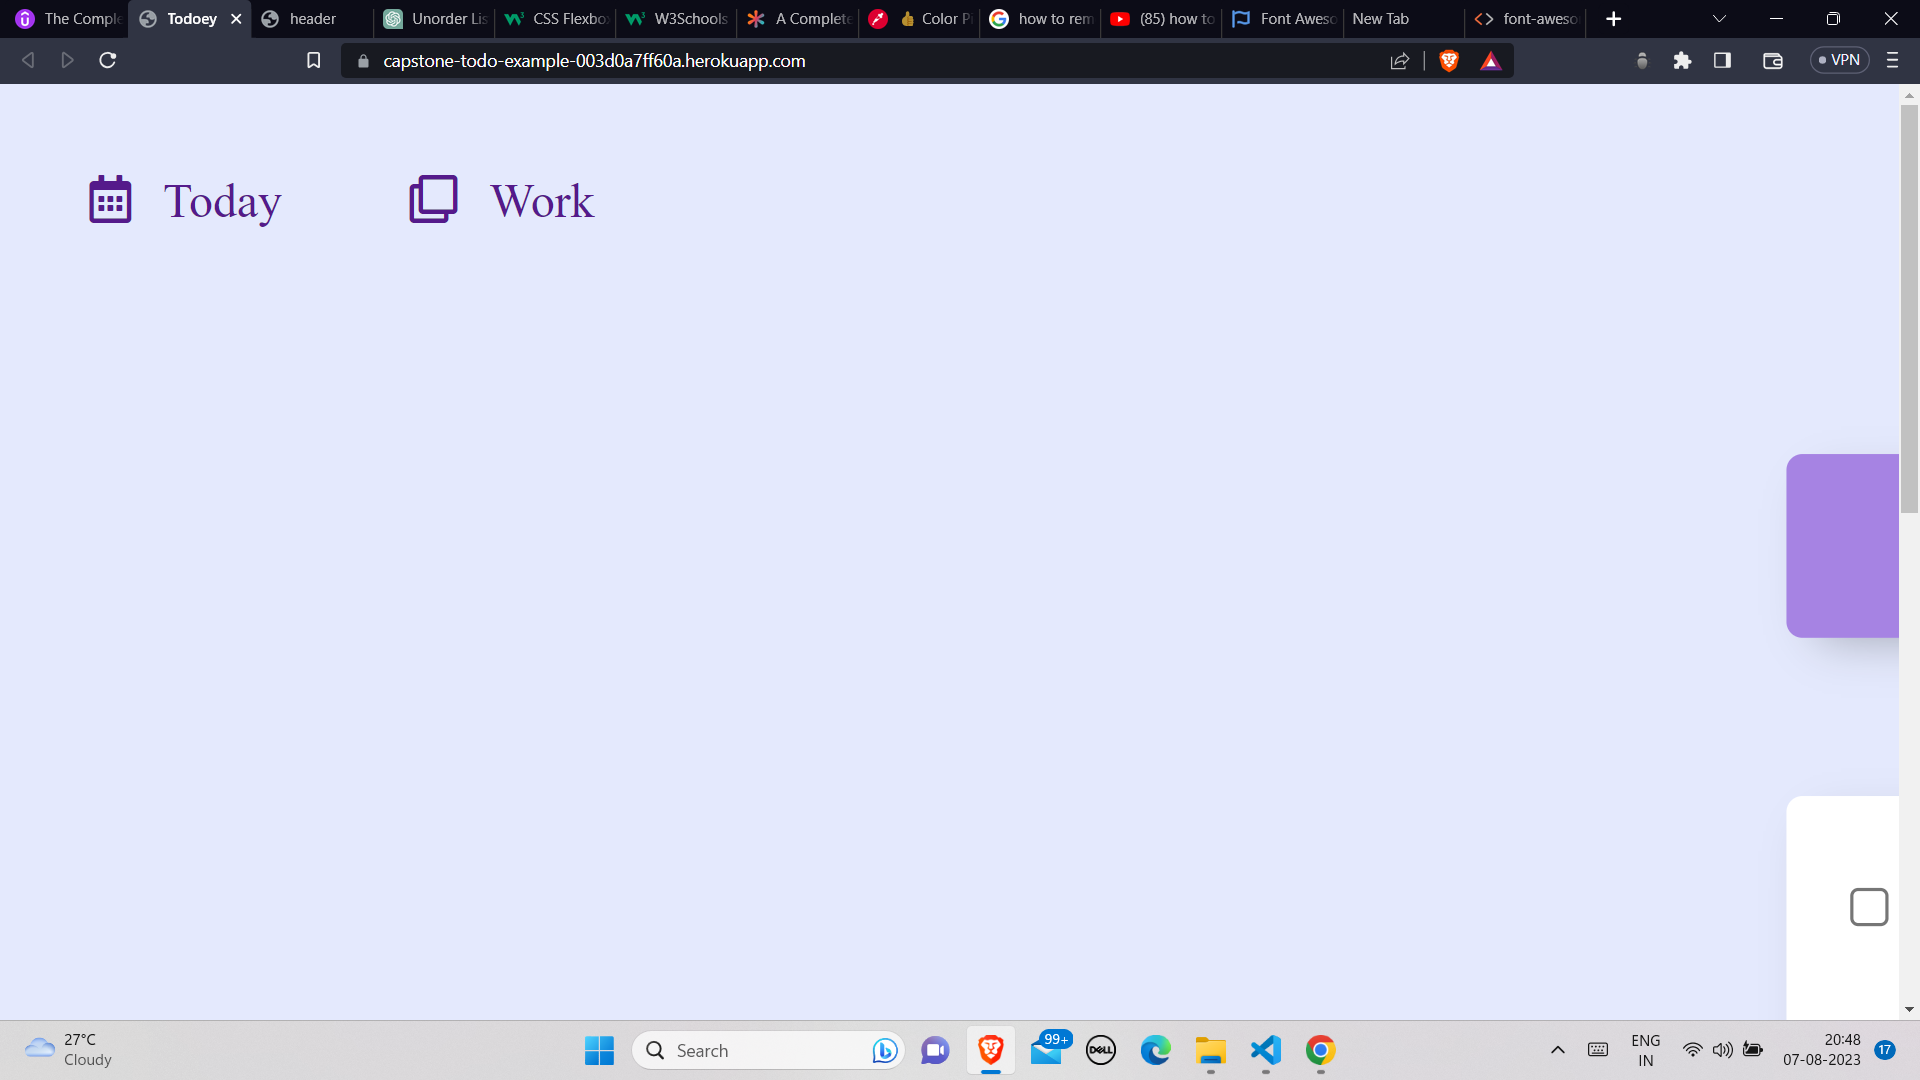 The Comple
Todoey
header
Unorder Lis
CSS Flexbo
W3Schools
A Complete
Color Pi
how to rem
(85) how to
Font Aweso
New Tab
font-aweso
capstone-todo-example-003d0a7ff60a.herokuapp.com
VPN
Today
Work
27°C
Cloudy
Search
99+
DELL
ENG
IN
20:48
07-08-2023
17